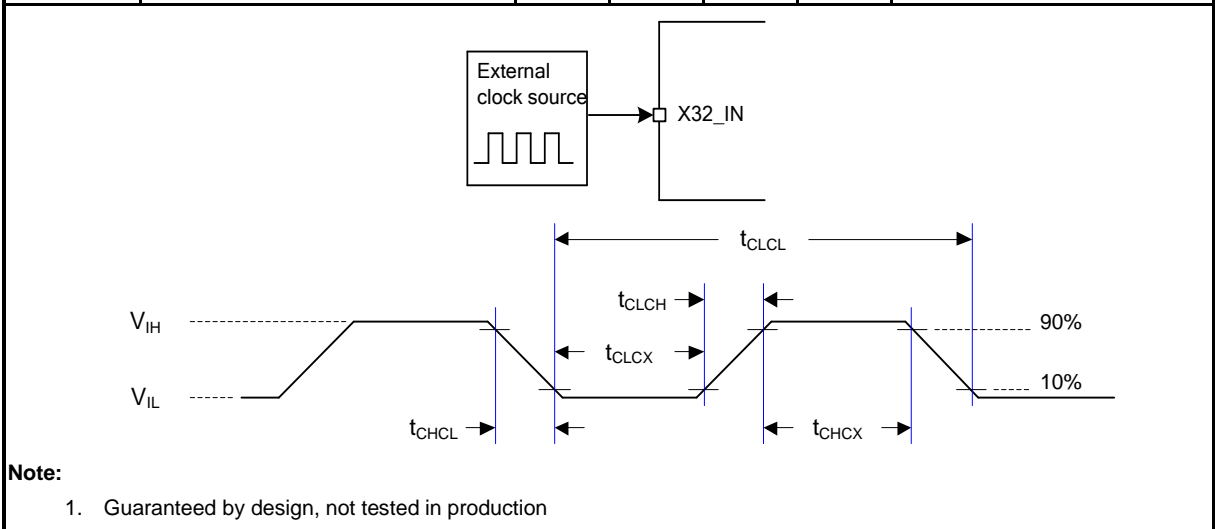 External
clock source
X32_IN
tCLCL
tCLCH
VIH
90%
tCLCX
VIL
10%
tCHCL
tCHCX
Note:
1. Guaranteed by design, not tested in production